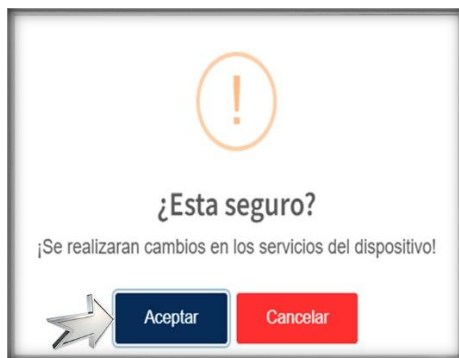 !
¿Esta seguro?
¡Se realizaran cambios en los servicios del dispositivo!
Aceptar Cancelar